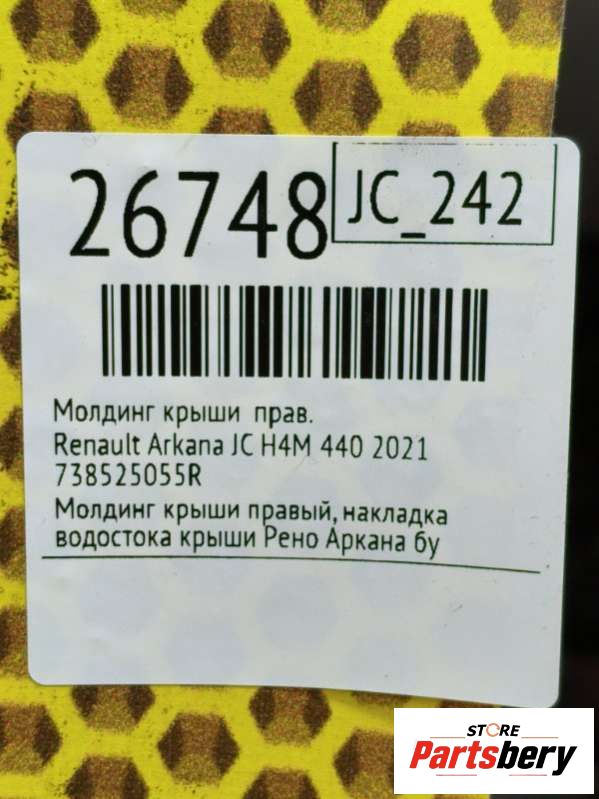 26748
JC_242
Молдинг крыши прав.
Renault Arkana JC H4M 440 2021
738525055R
Молдинг крыши правый, накладка
водостока крыши Рено Аркана бу
STORE
Partsbery